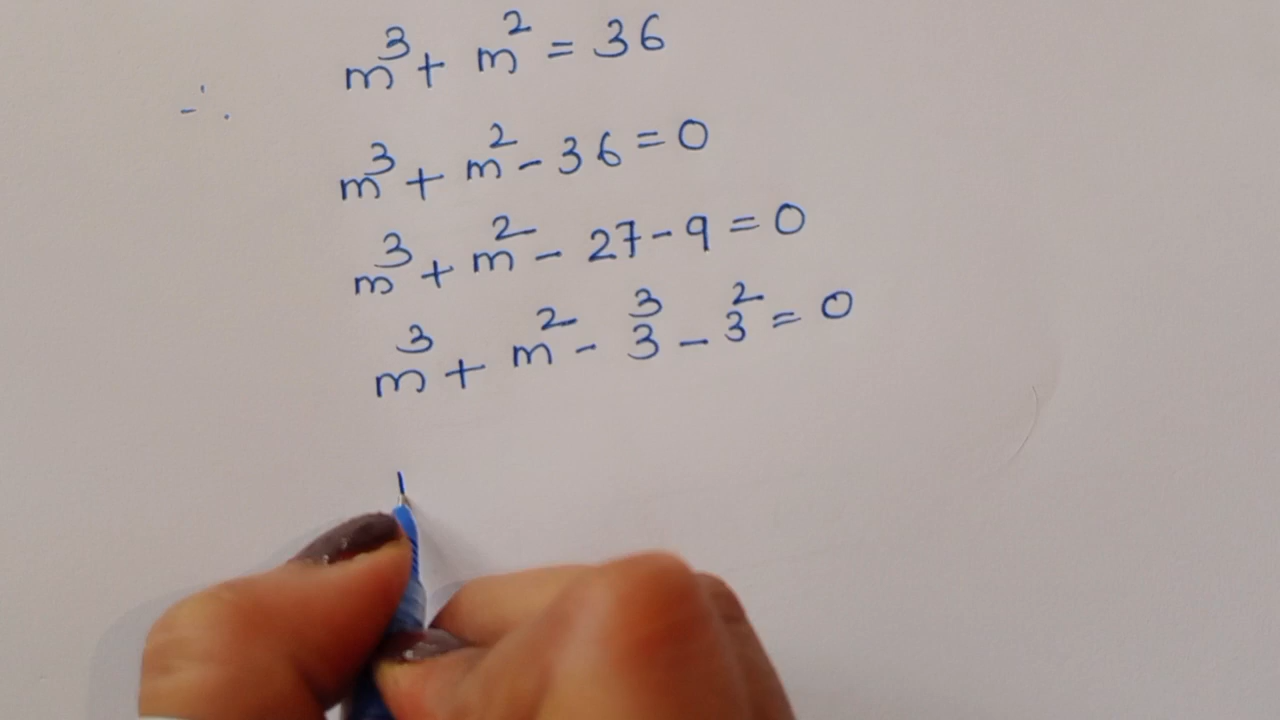 m³ + m² = 36
∴
m³ + m² - 36 = 0
m³ + m² - 27 - 9 = 0
m³ + m² - 3³ - 3² = 0